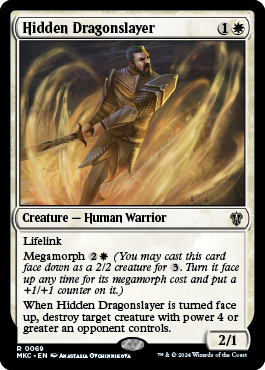 Hidden Dragonslayer 1
Creature — Human Warrior
Lifelink
Megamorph 2 (You may cast this card
face down as a 2/2 creature for 3. Turn it face
up any time for its megamorph cost and put a
+1/+1 counter on it.)
When Hidden Dragonslayer is turned face
up, destroy target creature with power 4 or
greater an opponent controls.
2/1
R 0069
MKC • EN Anastasia Ovchinnikova
™ & © 2024 Wizards of the Coast